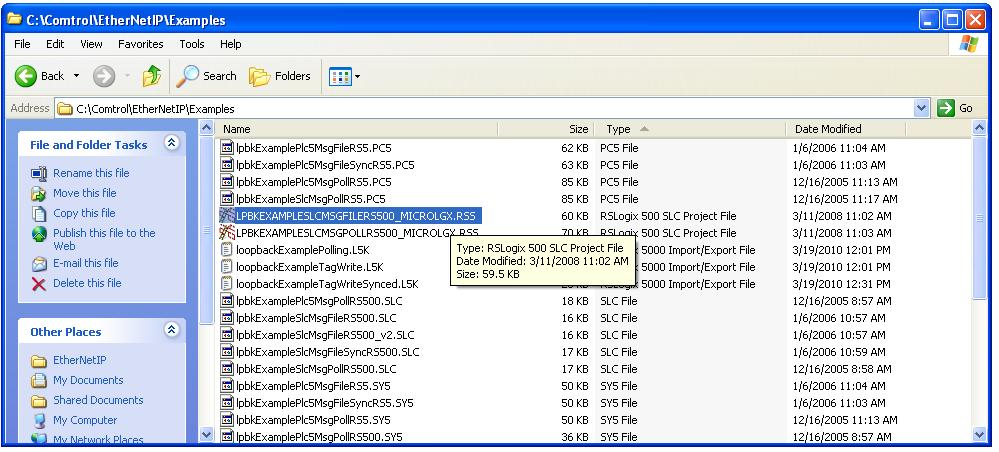 C:\Comtrol\EtherNetIP\Examples
File Edit View Favorites Tools Help
Back Search Folders
Address C:\Comtrol\EtherNetIP\Examples Go
File and Folder Tasks
Rename this file
Move this file
Copy this file
Publish this file to the
Web
E-mail this file
Delete this file
Other Places
EtherNetIP
My Documents
Shared Documents
My Computer
My Network Places
Name Size Type Date Modified
lpbkExamplePlc5MsgFileRS5.PC5 62 KB PC5 File 1/6/2006 11:04 AM
lpbkExamplePlc5MsgFileSyncRS5.PC5 63 KB PC5 File 1/6/2006 11:03 AM
lpbkExamplePlc5MsgPollRS5.PC5 85 KB PC5 File 12/16/2005 11:13 AM
lpbkExamplePlc5MsgPollRS5.PC5 85 KB PC5 File 12/16/2005 11:17 AM
LPBKEXAMPLESLCMSGFILERS500_MICROLGX.RSS 60 KB RSLogix 500 SLC Project File 3/11/2008 11:02 AM
LPBKEXAMPLESLCMSGPOLLRS500_MICROLGX.RSS 70 KB RSLogix 500 SLC Project File 3/11/2008 11:03 AM
loopbackExamplePolling.L5K 5000 Import/Export File 3/19/2010 12:01 PM
loopbackExampleTagWrite.L5K 5000 Import/Export File 3/19/2010 12:01 PM
loopbackExampleTagWriteSynced.L5K 5000 Import/Export File 3/19/2010 12:31 PM
Type: RSLogix 500 SLC Project File
Date Modified: 3/11/2008 11:02 AM
Size: 59.5 KB
lpbkExampleSlcMsgPollRS500.SLC 18 KB SLC File 12/16/2005 8:57 AM
lpbkExampleSlcMsgFileRS500.SLC 16 KB SLC File 1/6/2006 10:57 AM
lpbkExampleSlcMsgFileRS500_v2.SLC 16 KB SLC File 1/6/2006 10:57 AM
lpbkExampleSlcMsgFileSyncRS500.SLC 17 KB SLC File 1/6/2006 10:59 AM
lpbkExampleSlcMsgPollRS500.SLC 17 KB SLC File 12/16/2005 8:58 AM
lpbkExamplePlc5MsgFileRS5.SY5 50 KB SY5 File 1/6/2006 11:04 AM
lpbkExamplePlc5MsgFileSyncRS5.SY5 50 KB SY5 File 1/6/2006 11:03 AM
lpbkExamplePlc5MsgPollRS5.SY5 50 KB SY5 File 12/16/2005 11:13 AM
lpbkExamplePlc5MsgPollRS500.SY5 36 KB SY5 File 12/16/2005 8:57 AM